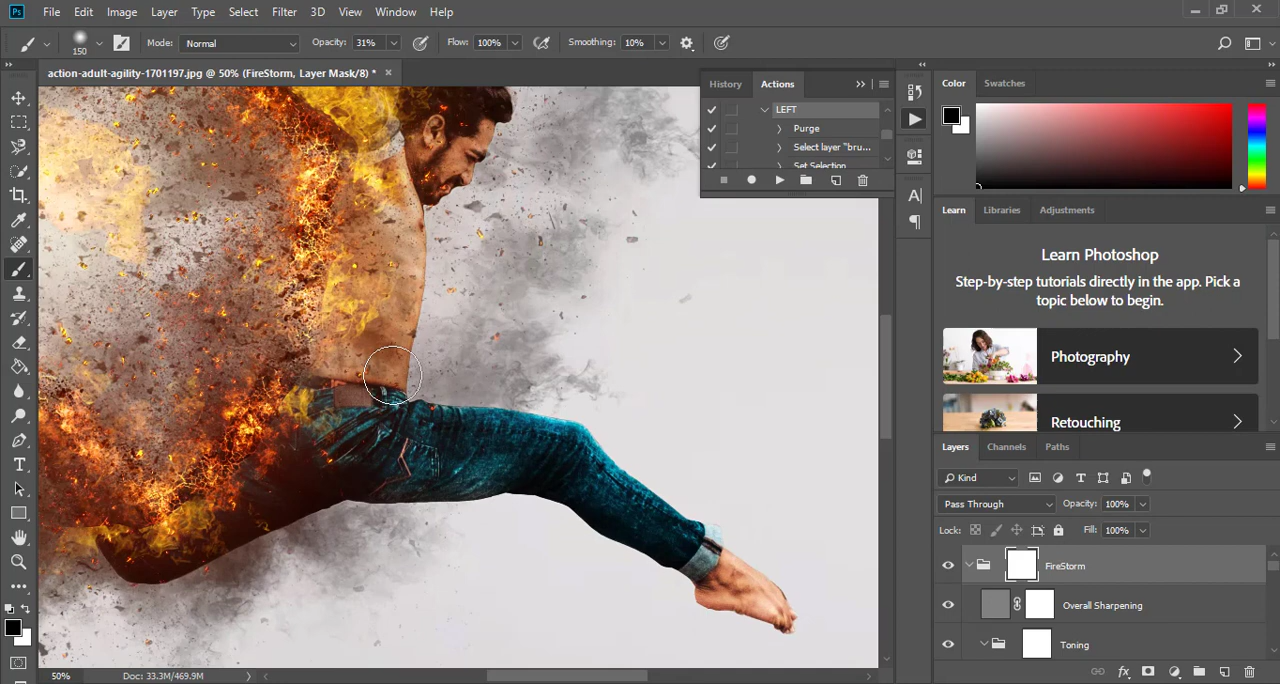 Ps File Edit Image Layer Type Select Filter 3D View Window Help
150 Mode: Normal Opacity: 31% Flow: 100% Smoothing: 10%
action-adult-agility-1701197.jpg @ 50% (FireStorm, Layer Mask/8) *
History Actions
LEFT
Purge
Select layer "bru...
Set Selection
Color Swatches
Learn Libraries Adjustments
Learn Photoshop
Step-by-step tutorials directly in the app. Pick a
topic below to begin.
Photography
Retouching
Layers Channels Paths
Kind
Pass Through Opacity: 100%
Lock: Fill: 100%
FireStorm
Overall Sharpening
Toning
50% Doc: 33.3M/469.9M